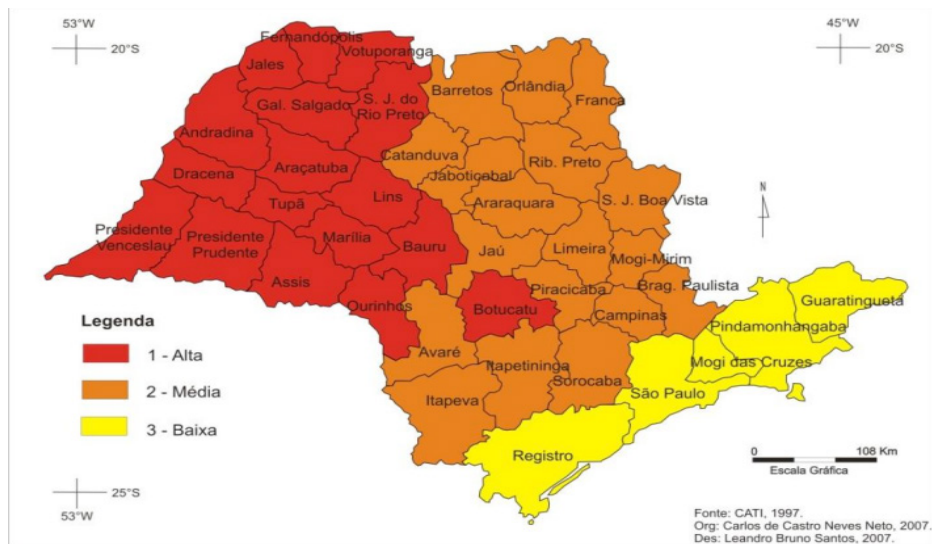 53°W
45°W
20°S
20°S
Fernandópolis
Votuporanga
Jales
Gal. Salgado
S. J. do
Rio Preto
Barretos
Orlândia
Franca
Andradina
Araçatuba
Catanduva
Rib. Preto
Dracena
Jaboticabal
Tupã
Lins
Araraquara
S. J. Boa Vista
N
Presidente
Venceslau
Presidente
Prudente
Marília
Bauru
Jaú
Limeira
Mogi-Mirim
Assis
Piracicaba
Brag. Paulista
Ourinhos
Botucatu
Campinas
Guaratinguetá
Pindamonhangaba
Legenda
1 - Alta
2 - Média
3 - Baixa
Avaré
Itapetininga
Sorocaba
Mogi das Cruzes
Itapeva
São Paulo
Registro
0 108 Km
Escala Gráfica
25°S
53°W
Fonte: CATI, 1997.
Org: Carlos de Castro Neves Neto, 2007.
Des: Leandro Bruno Santos, 2007.